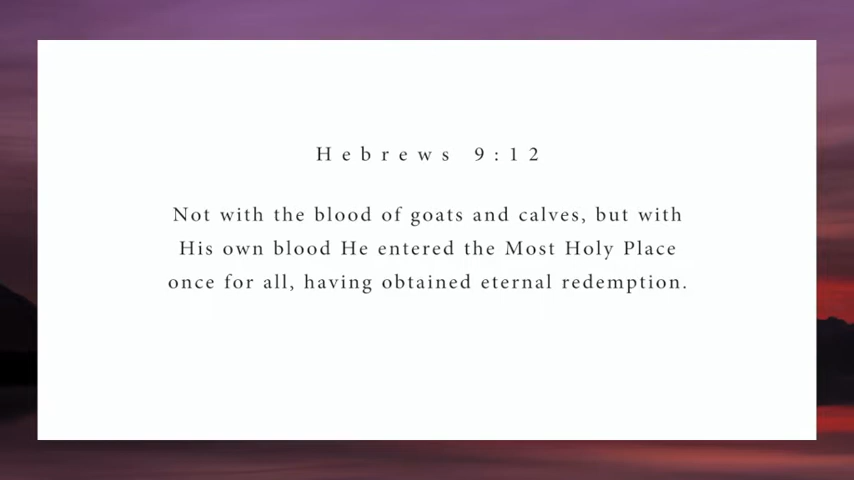 Hebrews 9:12
Not with the blood of goats and calves, but with
His own blood He entered the Most Holy Place
once for all, having obtained eternal redemption.